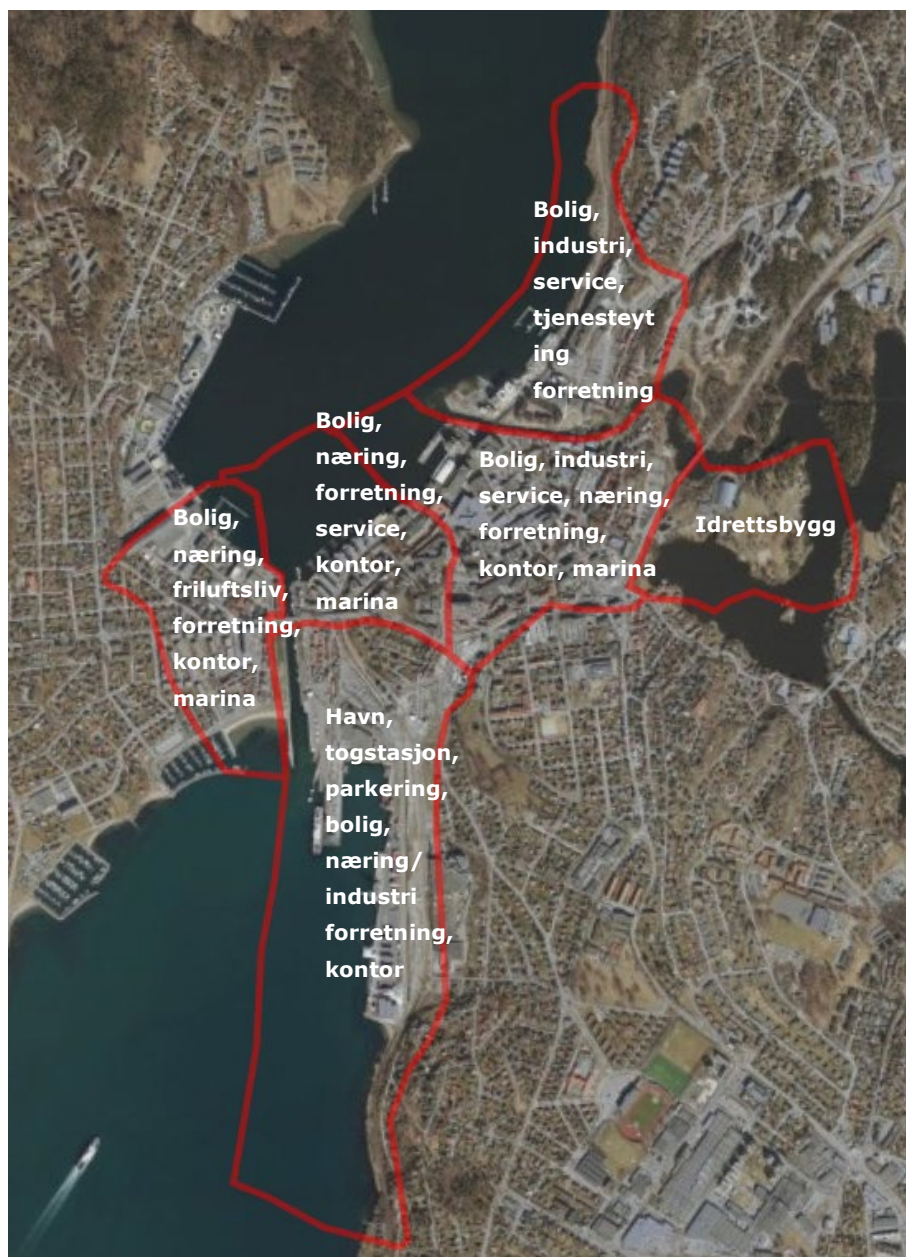 Bolig,
industri,
service,
tjenesteyt
ing
forretning
Bolig,
næring,
forretning,
service,
kontor,
marina
Bolig, industri,
service, næring,
forretning,
kontor, marina
Idrettsbygg
Bolig,
næring,
friluftsliv,
forretning,
kontor,
marina
Havn,
togstasjon,
parkering,
bolig,
næring/
industri
forretning,
kontor